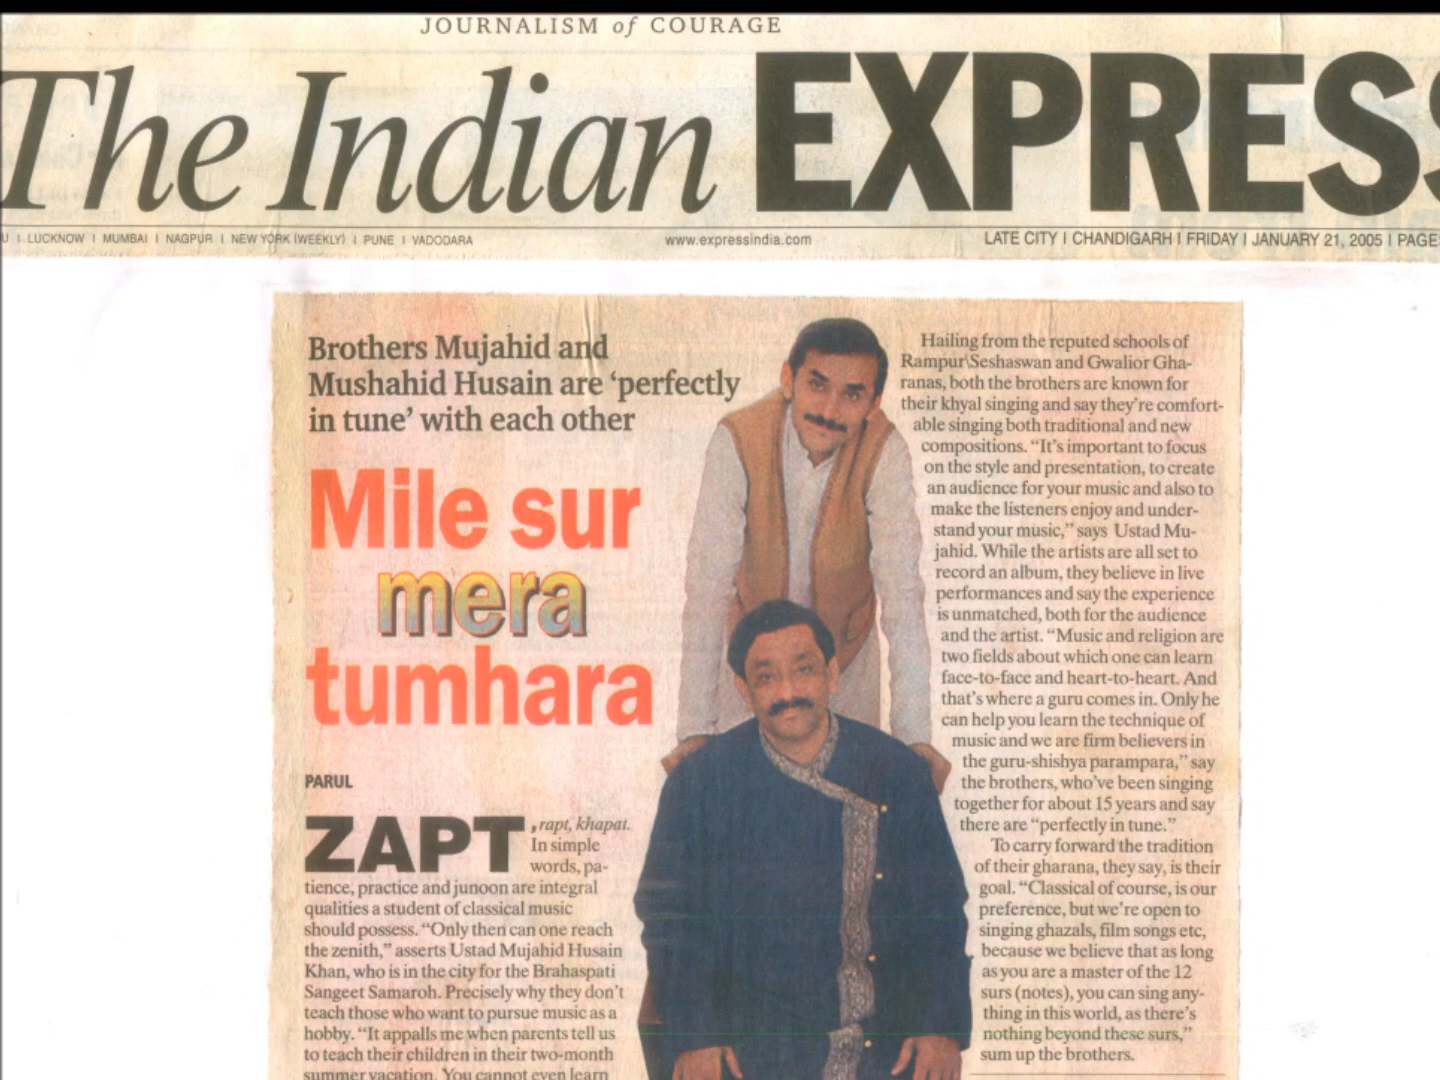 JOURNALISM of COURAGE
The Indian EXPRESS
U | LUCKNOW | MUMBAI | NAGPUR | NEW YORK (WEEKLY) | PUNE | VADODARA
www.expressindia.com
LATE CITY | CHANDIGARH | FRIDAY | JANUARY 21, 2005 | PAGE
Brothers Mujahid and
Mushahid Husain are ‘perfectly
in tune’ with each other
Mile sur
mera
tumhara
PARUL
ZAPT, rapt, khapat.
In simple
words, pa-
tience, practice and junoon are integral
qualities a student of classical music
should possess. “Only then can one reach
the zenith,” asserts Ustad Mujahid Husain
Khan, who is in the city for the Brahaspati
Sangeet Samaroh. Precisely why they don’t
teach those who want to pursue music as a
hobby. “It appalls me when parents tell us
to teach their children in their two-month
summer vacation. You cannot even learn
Hailing from the reputed schools of
Rampur\Seshaswan and Gwalior Gha-
ranas, both the brothers are known for
their khyal singing and say they’re comfort-
able singing both traditional and new
compositions. “It’s important to focus
on the style and presentation, to create
an audience for your music and also to
make the listeners enjoy and under-
stand your music,” says Ustad Mu-
jahid. While the artists are all set to
record an album, they believe in live
performances and say the experience
is unmatched, both for the audience
and the artist. “Music and religion are
two fields about which one can learn
face-to-face and heart-to-heart. And
that’s where a guru comes in. Only he
can help you learn the technique of
music and we are firm believers in
the guru-shishya parampara,” say
the brothers, who’ve been singing
together for about 15 years and say
there are “perfectly in tune.”
To carry forward the tradition
of their gharana, they say, is their
goal. “Classical of course, is our
preference, but we’re open to
singing ghazals, film songs etc,
because we believe that as long
as you are a master of the 12
surs (notes), you can sing any-
thing in this world, as there’s
nothing beyond these surs,”
sum up the brothers.